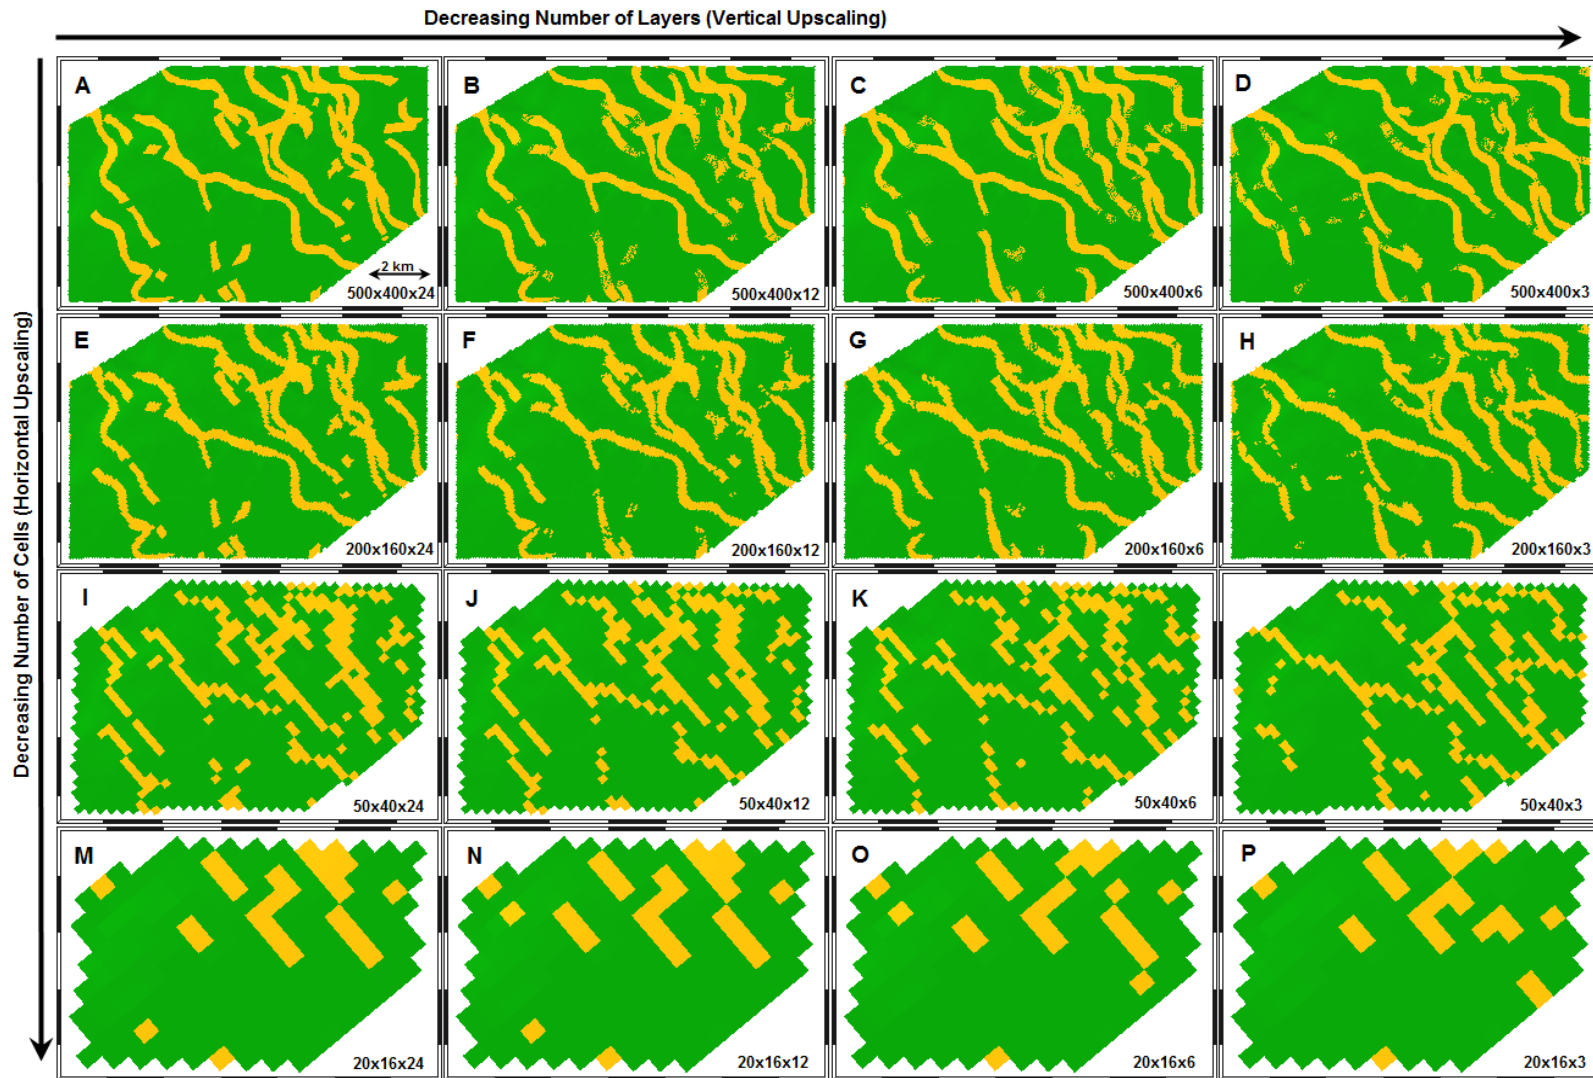 Decreasing Number of Layers (Vertical Upscaling)
Decreasing Number of Cells (Horizontal Upscaling)
A
2 km
500x400x24
B
500x400x12
C
500x400x6
D
500x400x3
E
200x160x24
F
200x160x12
G
200x160x6
H
200x160x3
I
50x40x24
J
50x40x12
K
50x40x6
50x40x3
M
20x16x24
N
20x16x12
O
20x16x6
P
20x16x3